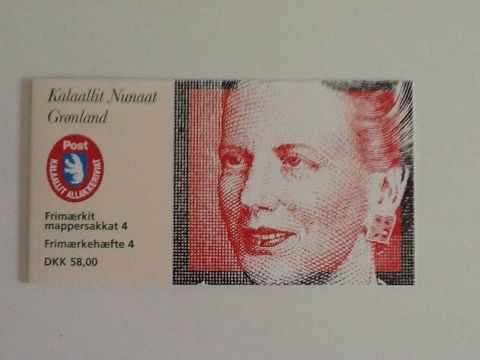 Kalaallit Nunaat
Grønland
Post
KALAALLIT ALLAKKERIVIAT
Frimærkit
mappersakkat 4
Frimærkehæfte 4
DKK 58,00